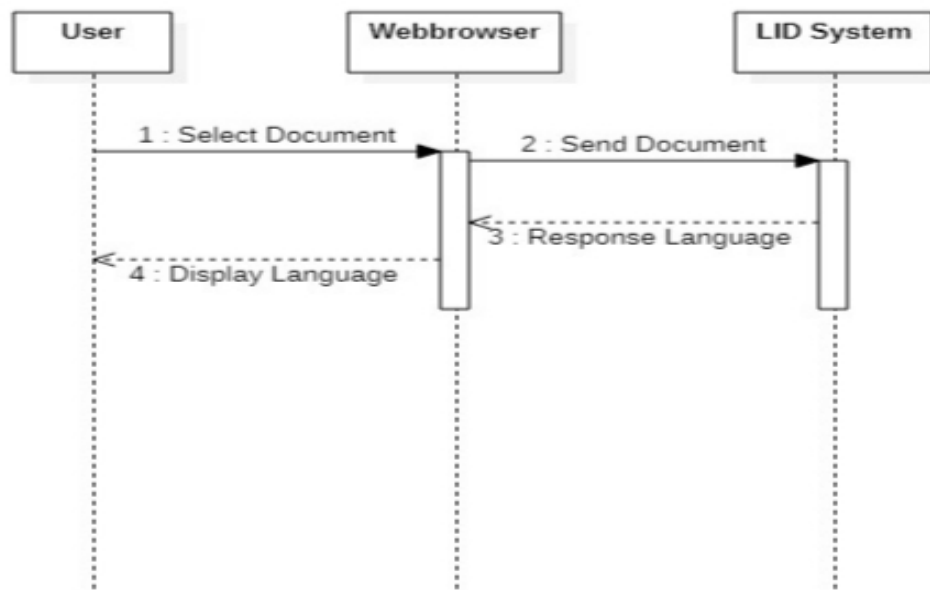 User
Webbrowser
LID System
1 : Select Document
2 : Send Document
3 : Response Language
4 : Display Language